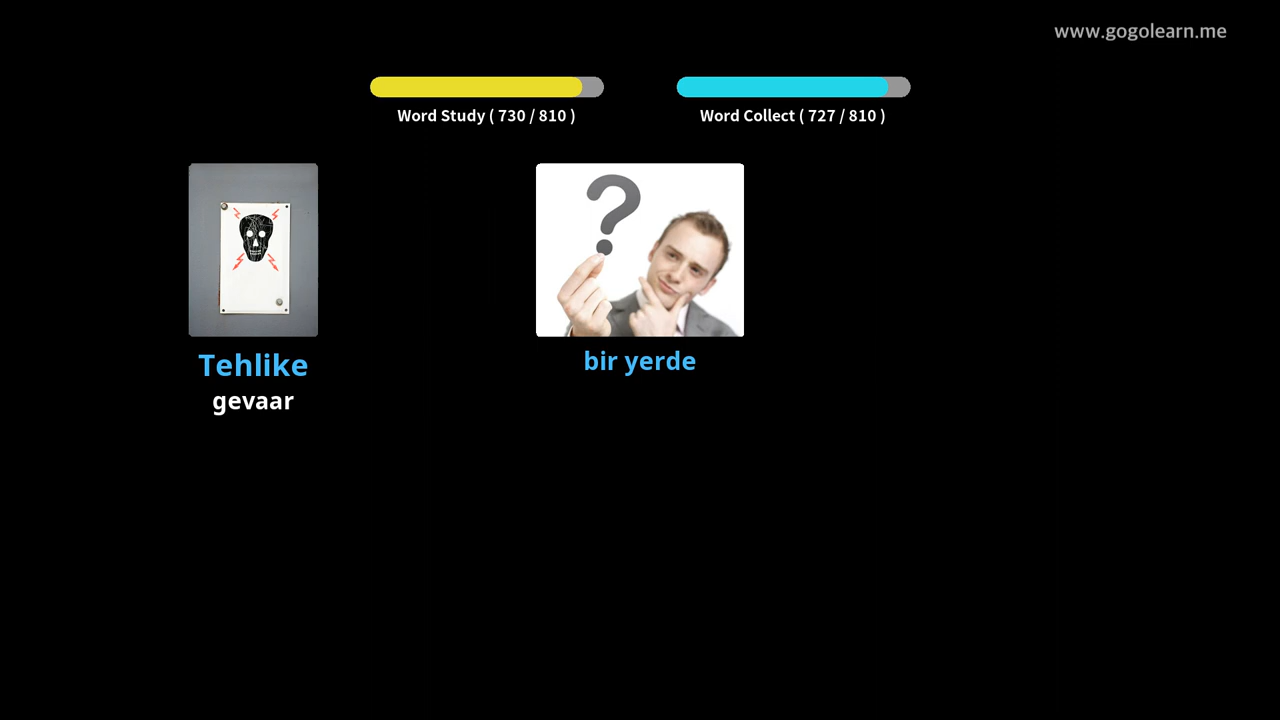 www.gogolearn.me
Word Study ( 730 / 810 )
Word Collect ( 727 / 810 )
Tehlike
gevaar
bir yerde